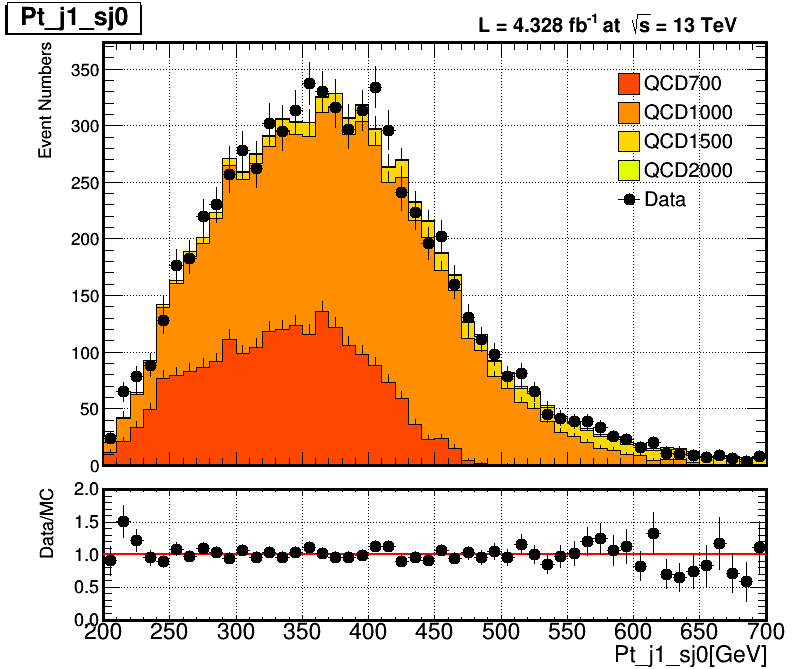 Pt_j1_sj0
L = 4.328 fb⁻¹ at √s = 13 TeV
Event Numbers
350
300
250
200
150
100
50
0
QCD700
QCD1000
QCD1500
QCD2000
Data
Data/MC
2.0
1.5
1.0
0.5
0.0
200 250 300 350 400 450 500 550 600 650 700
Pt_j1_sj0[GeV]